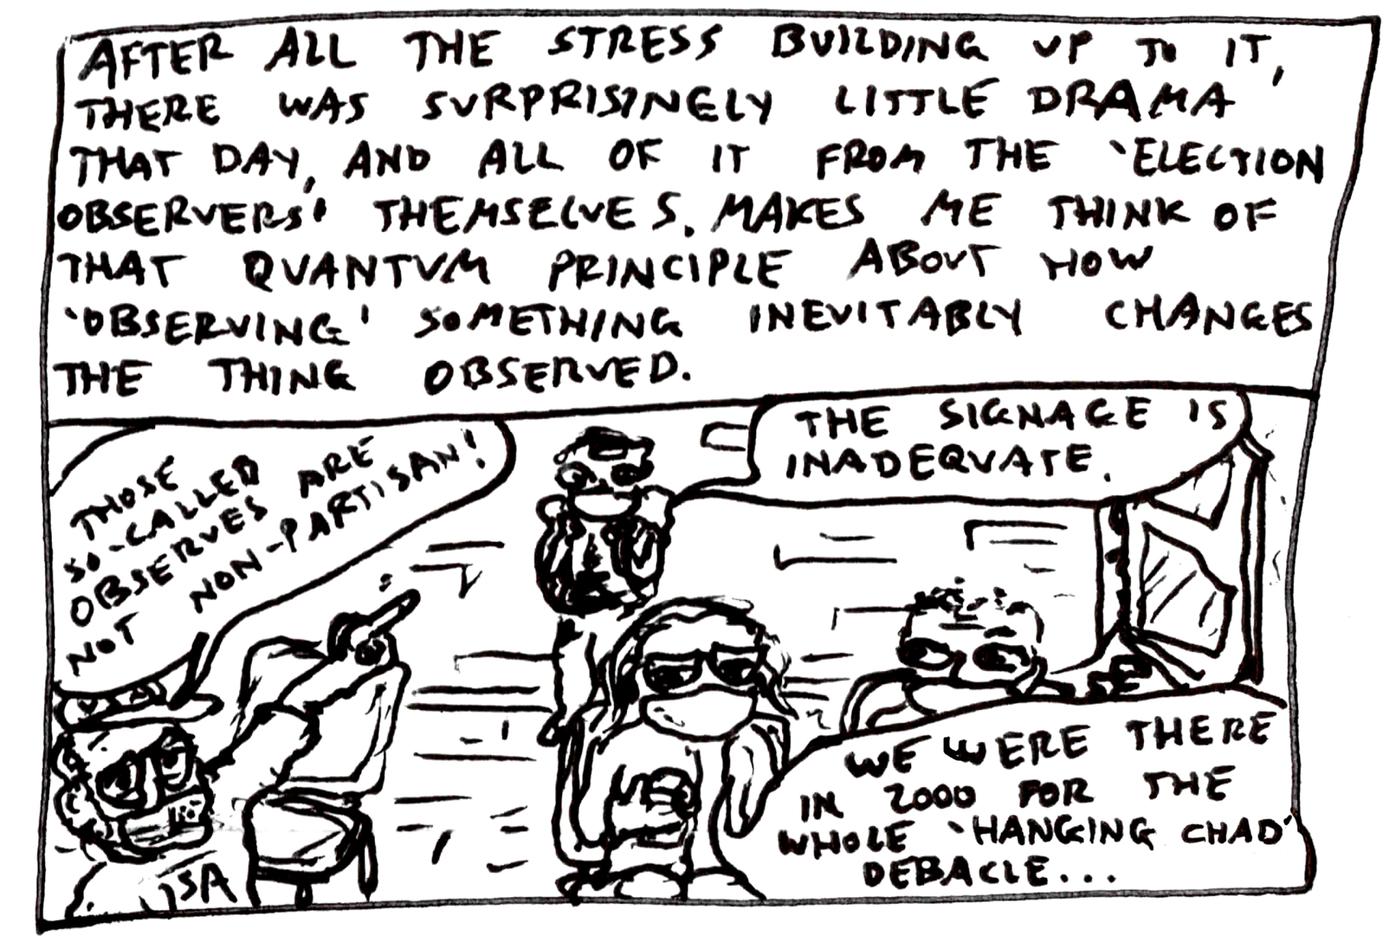 AFTER ALL THE STRESS BUILDING UP TO IT,
THERE WAS SURPRISINGLY LITTLE DRAMA
THAT DAY, AND ALL OF IT FROM THE 'ELECTION
OBSERVERS' THEMSELVES. MAKES ME THINK OF
THAT QUANTUM PRINCIPLE ABOUT HOW
'OBSERVING' SOMETHING INEVITABLY CHANGES
THE THING OBSERVED.
THOSE
SO-CALLED
OBSERVES ARE
NOT NON-PARTISAN!
THE SIGNAGE IS
INADEQUATE.
WE WERE THERE
IN 2000 FOR THE
WHOLE 'HANGING CHAD'
DEBACLE...